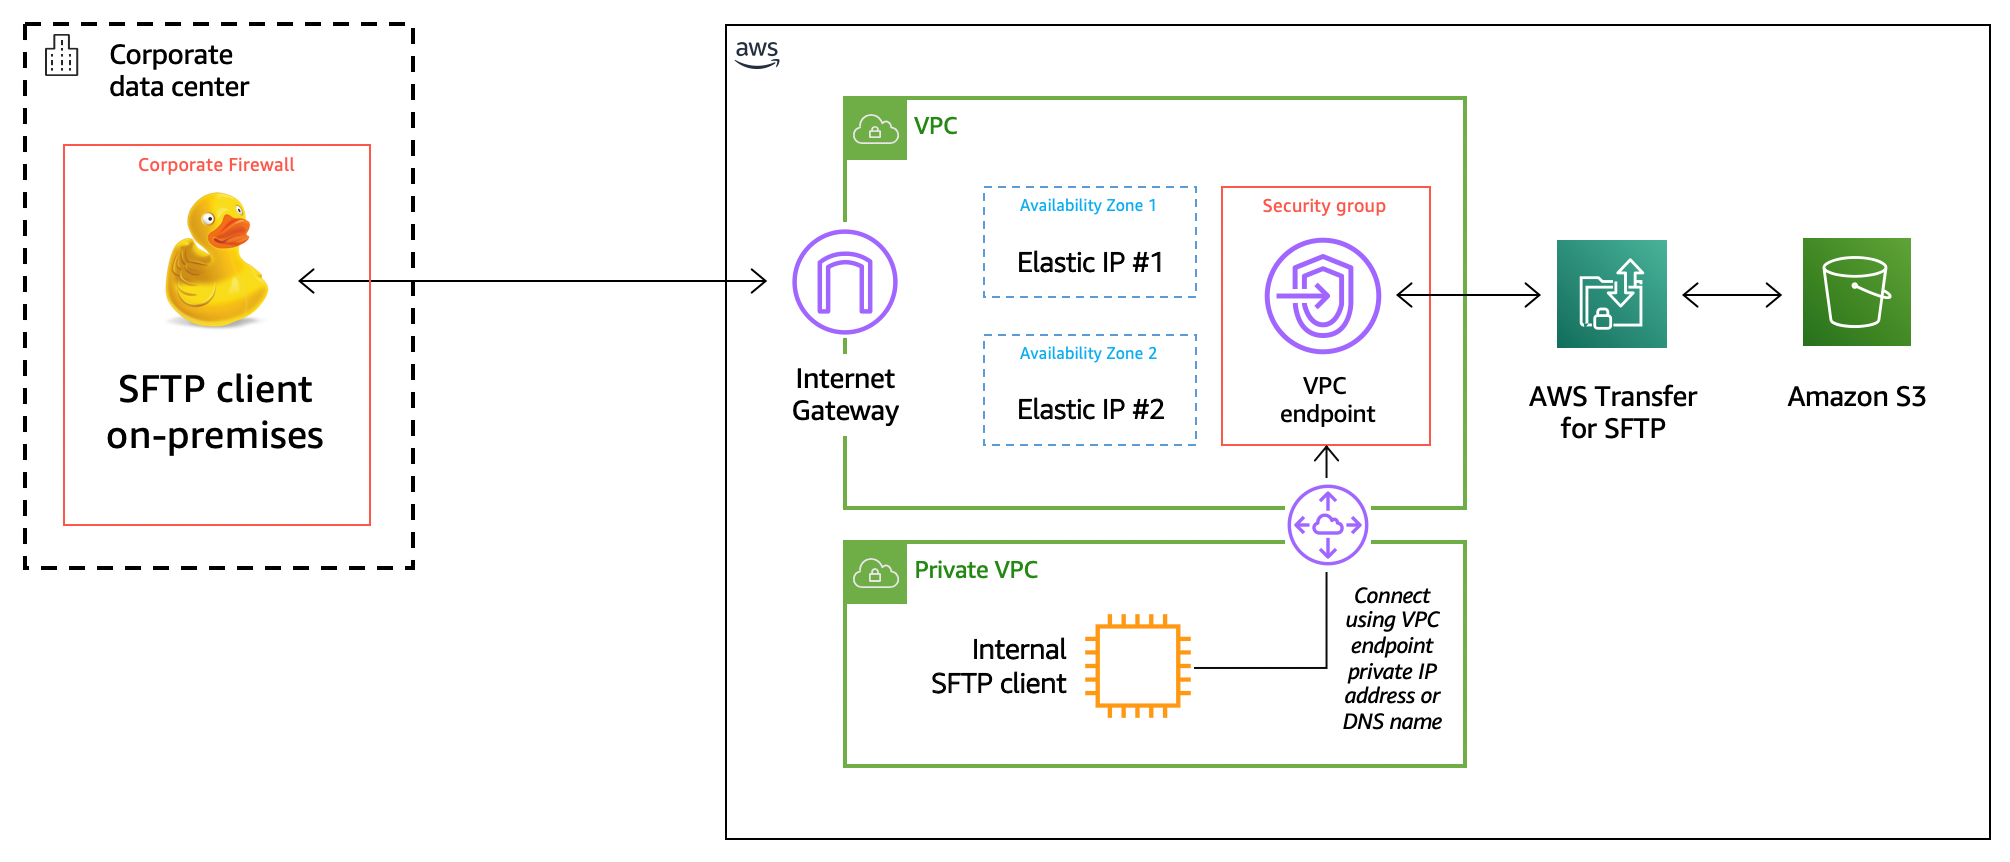 Corporate
data center
Corporate Firewall
SFTP client
on-premises
aws
VPC
Availability Zone 1
Elastic IP #1
Availability Zone 2
Elastic IP #2
Internet
Gateway
Security group
VPC
endpoint
AWS Transfer
for SFTP
Amazon S3
Private VPC
Internal
SFTP client
Connect
using VPC
endpoint
private IP
address or
DNS name